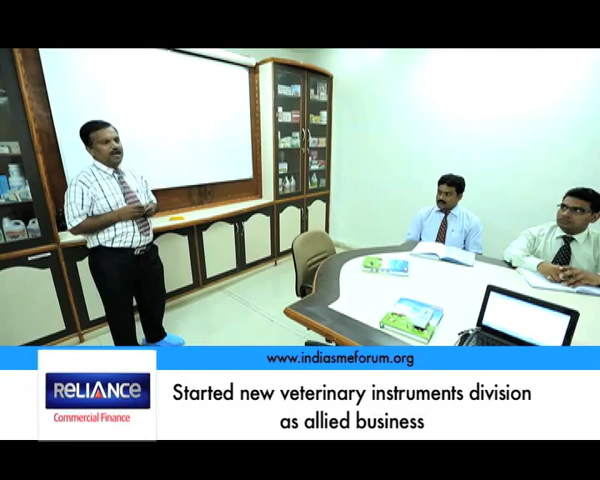 www.indiasmeforum.org
RELIANCe
Commercial Finance
Started new veterinary instruments division
as allied business